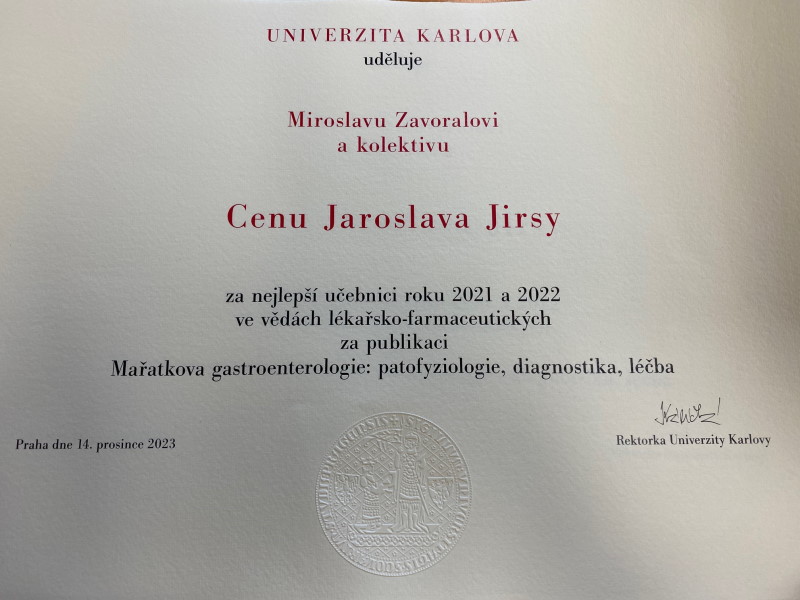 UNIVERZITA KARLOVA
uděluje
Miroslavu Zavoralovi
a kolektivu
Cenu Jaroslava Jirsy
za nejlepší učebnici roku 2021 a 2022
ve vědách lékařsko-farmaceutických
za publikaci
Mařatkova gastroenterologie: patofyziologie, diagnostika, léčba
Praha dne 14. prosince 2023
Rektorka Univerzity Karlovy